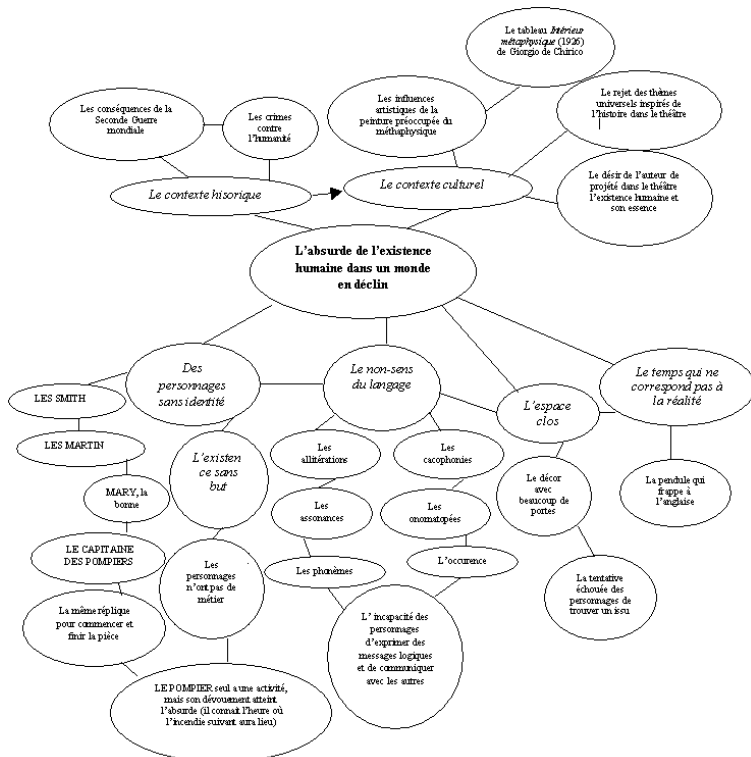 Le tableau Intérieur
métaphysique (1926)
de Giorgio de Chirico
Les conséquences de la
Seconde Guerre
mondiale
Les crimes
contre
l'humanité
Les influences
artistiques de la
peinture préoccupée du
méthaphysique
Le rejet des thèmes
universels inspirés de
l'histoire dans le théâtre
Le contexte hisorique
Le contexte culturel
Le désir de l'auteur de
projeté dans le théâtre
l'existence humaine et
son essence
L'absurde de l'existence
humaine dans un monde
en déclin
Des
personnages
sans identité
Le non-sens
du langage
L'espace
clos
Le temps qui ne
correspond pas à
la réalité
LES SMITH
LES MARTIN
MARY, la
bonne
LE CAPITAINE
DES POMPIERS
La même réplique
pour commencer et
finir la pièce
L'existen
ce sans
but
Les
personnages
n'ont pas de
métier
LE POMPIER seul a une activité,
mais son dévouement atteint
l'absurde (il connait l'heure où
l'incendie suivant aura lieu)
Les
allitérations
Les
assonances
Les phonèmes
Les
cacophonies
Les
onomatopées
L'occurence
L' incapacité des
personnages
d'exprimer des
messages logiques
et de communiquer
avec les autres
Le décor
avec
beaucoup de
portes
La tentative
échouée des
personnages de
trouver un issu
La pendule qui
frappe à
l'anglaise